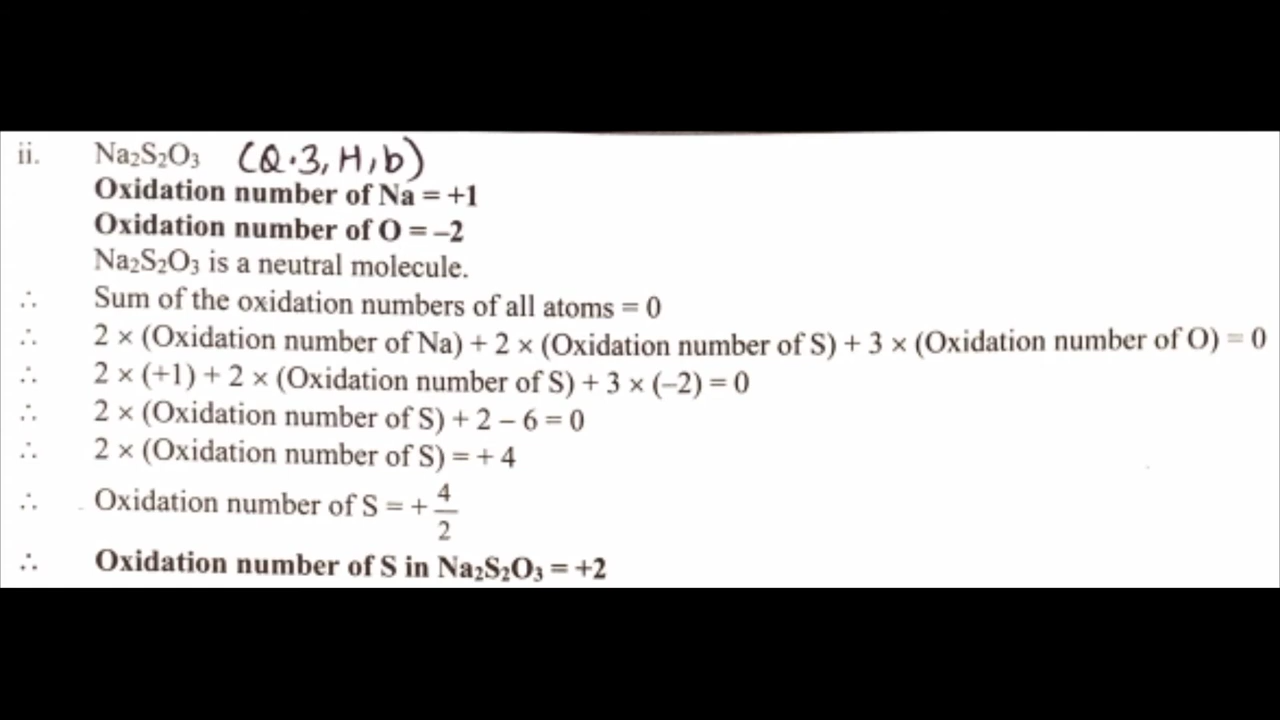 ii. Na₂S₂O₃ (Q.3, H, b)
Oxidation number of Na = +1
Oxidation number of O = –2
Na₂S₂O₃ is a neutral molecule.
∴ Sum of the oxidation numbers of all atoms = 0
∴ 2 × (Oxidation number of Na) + 2 × (Oxidation number of S) + 3 × (Oxidation number of O) = 0
∴ 2 × (+1) + 2 × (Oxidation number of S) + 3 × (–2) = 0
∴ 2 × (Oxidation number of S) + 2 – 6 = 0
∴ 2 × (Oxidation number of S) = + 4
∴ Oxidation number of S = + 4/2
∴ Oxidation number of S in Na₂S₂O₃ = +2